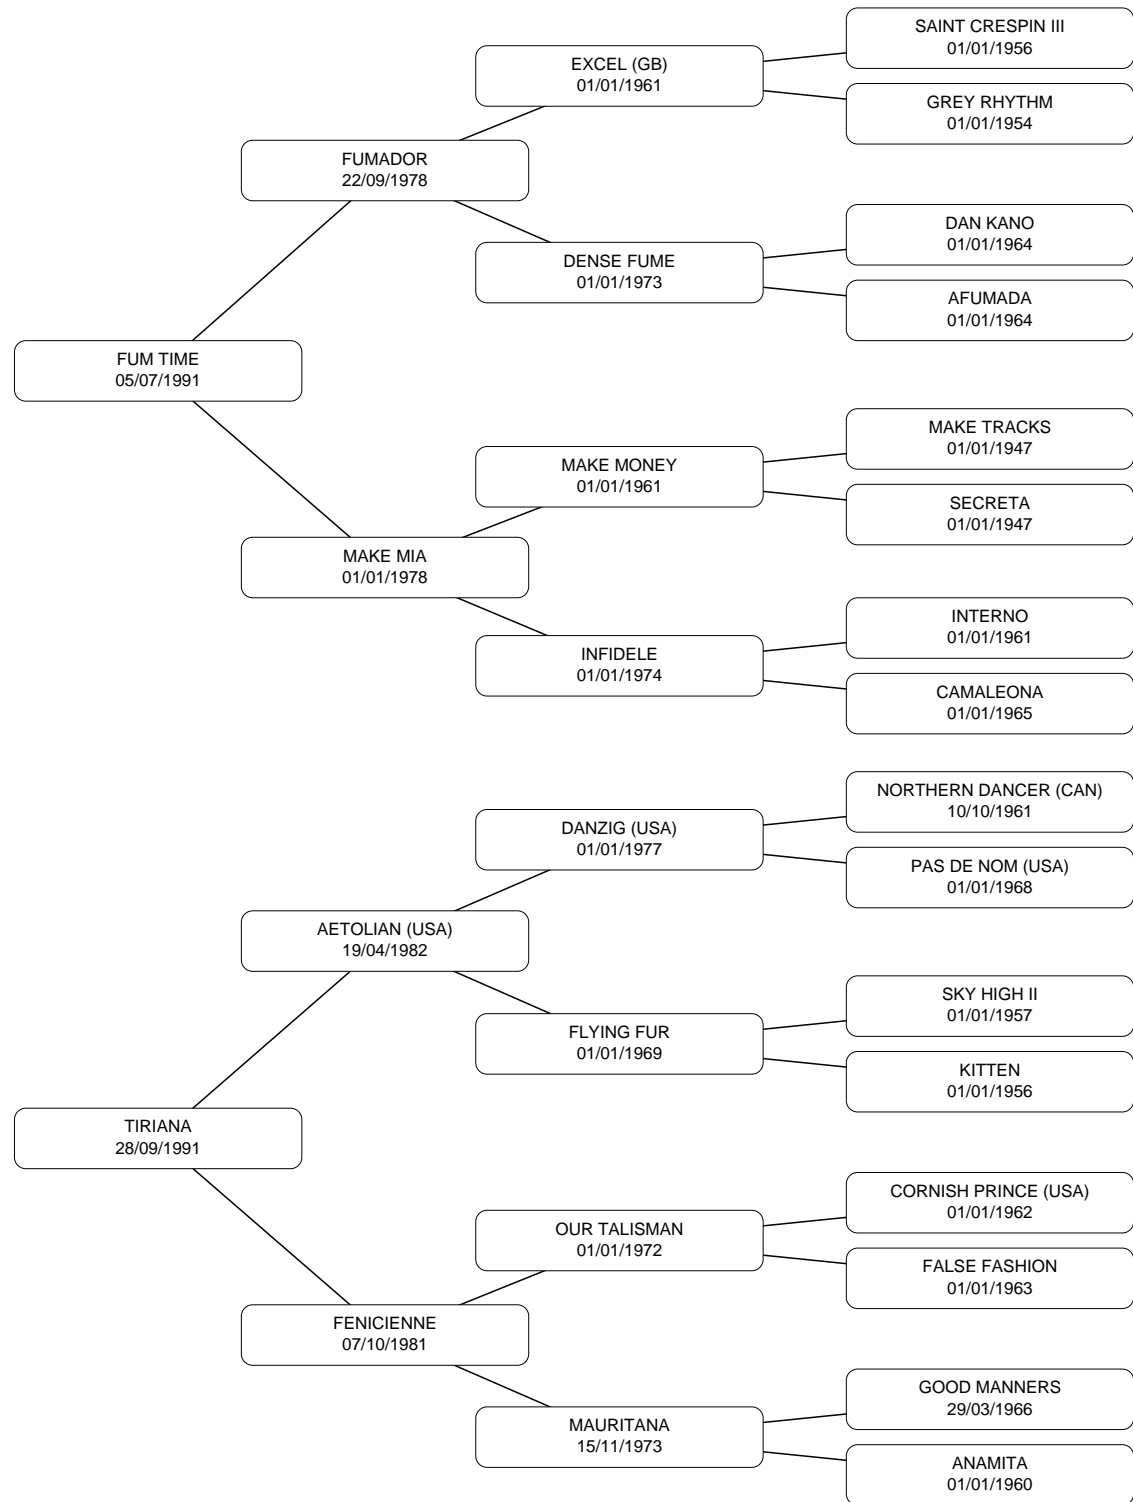 SAINT CRESPIN III
01/01/1956
EXCEL (GB)
01/01/1961
GREY RHYTHM
01/01/1954
FUMADOR
22/09/1978
DAN KANO
01/01/1964
DENSE FUME
01/01/1973
AFUMADA
01/01/1964
FUM TIME
05/07/1991
MAKE TRACKS
01/01/1947
MAKE MONEY
01/01/1961
SECRETA
01/01/1947
MAKE MIA
01/01/1978
INTERNO
01/01/1961
INFIDELE
01/01/1974
CAMALEONA
01/01/1965
NORTHERN DANCER (CAN)
10/10/1961
DANZIG (USA)
01/01/1977
PAS DE NOM (USA)
01/01/1968
AETOLIAN (USA)
19/04/1982
SKY HIGH II
01/01/1957
FLYING FUR
01/01/1969
KITTEN
01/01/1956
TIRIANA
28/09/1991
CORNISH PRINCE (USA)
01/01/1962
OUR TALISMAN
01/01/1972
FALSE FASHION
01/01/1963
FENICIENNE
07/10/1981
GOOD MANNERS
29/03/1966
MAURITANA
15/11/1973
ANAMITA
01/01/1960